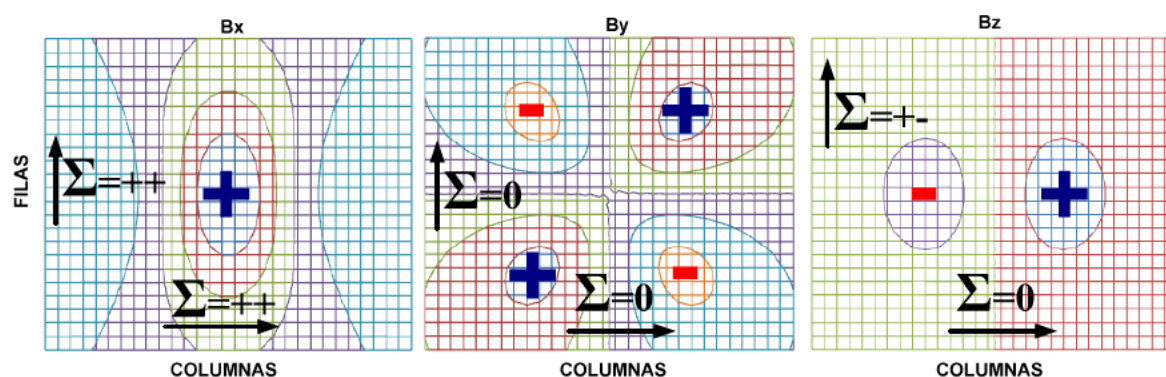 Bx
By
Bz
FILAS
Σ=++
Σ=++
COLUMNAS
Σ=0
Σ=0
COLUMNAS
Σ=+-
Σ=0
COLUMNAS